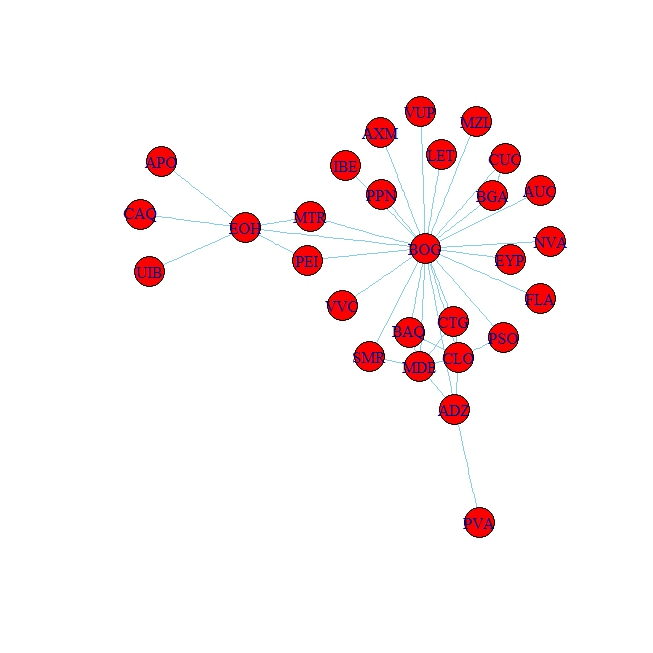 VUP
MZL
AXM
LET
CUC
APO
IBE
BGA
AUC
PPN
CAQ
MTR
EOH
NVA
BOG
EYP
PEI
UIB
FLA
VVC
CTG
BAQ
PSO
SMR
CLO
MDE
ADZ
PVA